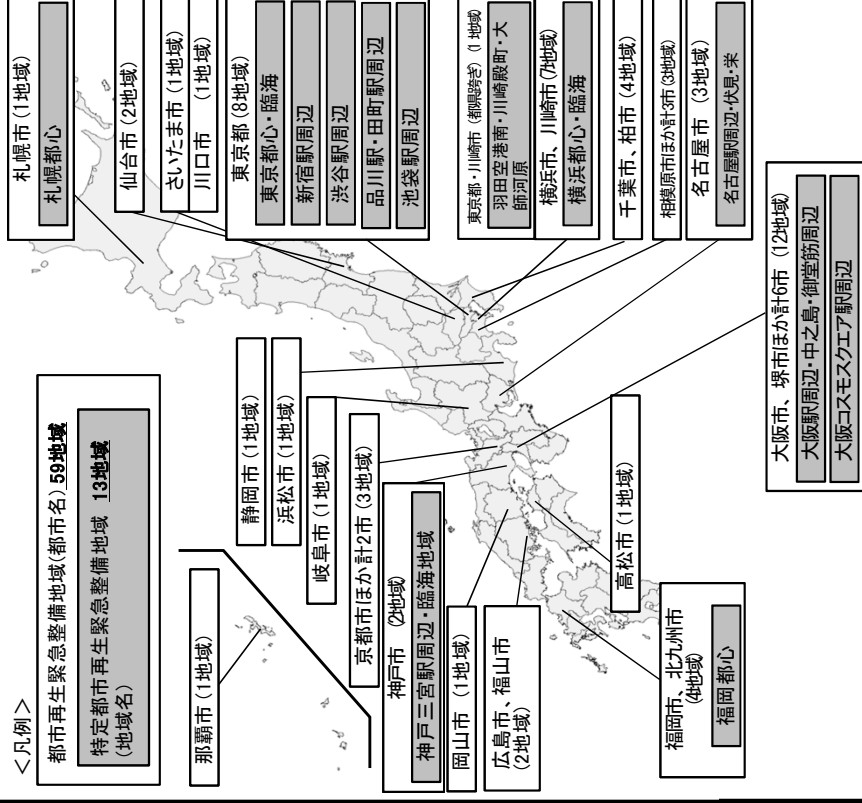 <凡例>
都市再生緊急整備地域(都市名) 59地域
特定都市再生緊急整備地域 13地域
(地域名)
札幌市 (1地域)
札幌都心
仙台市 (2地域)
さいたま市 (1地域)
川口市 (1地域)
東京都 (8地域)
東京都心・臨海
新宿駅周辺
渋谷駅周辺
品川駅・田町駅周辺
池袋駅周辺
東京都・川崎市 (都県跨ぎ) (1 地域)
羽田空港南・川崎殿町・大
師河原
横浜市、川崎市 (7地域)
横浜都心・臨海
千葉市、柏市 (4地域)
相模原市ほか計3市 (3地域)
名古屋市 (3地域)
名古屋駅周辺・伏見・栄
静岡市 (1地域)
浜松市 (1地域)
岐阜市 (1地域)
京都市ほか計2市 (3地域)
神戸市 (2地域)
神戸三宮駅周辺・臨海地域
岡山市 (1地域)
広島市、福山市
(2地域)
大阪市、堺市ほか計6市 (12地域)
大阪駅周辺・中之島・御堂筋周辺
大阪コスモスクエア駅周辺
高松市 (1地域)
福岡市、北九州市
(4地域)
福岡都心
那覇市 (1地域)